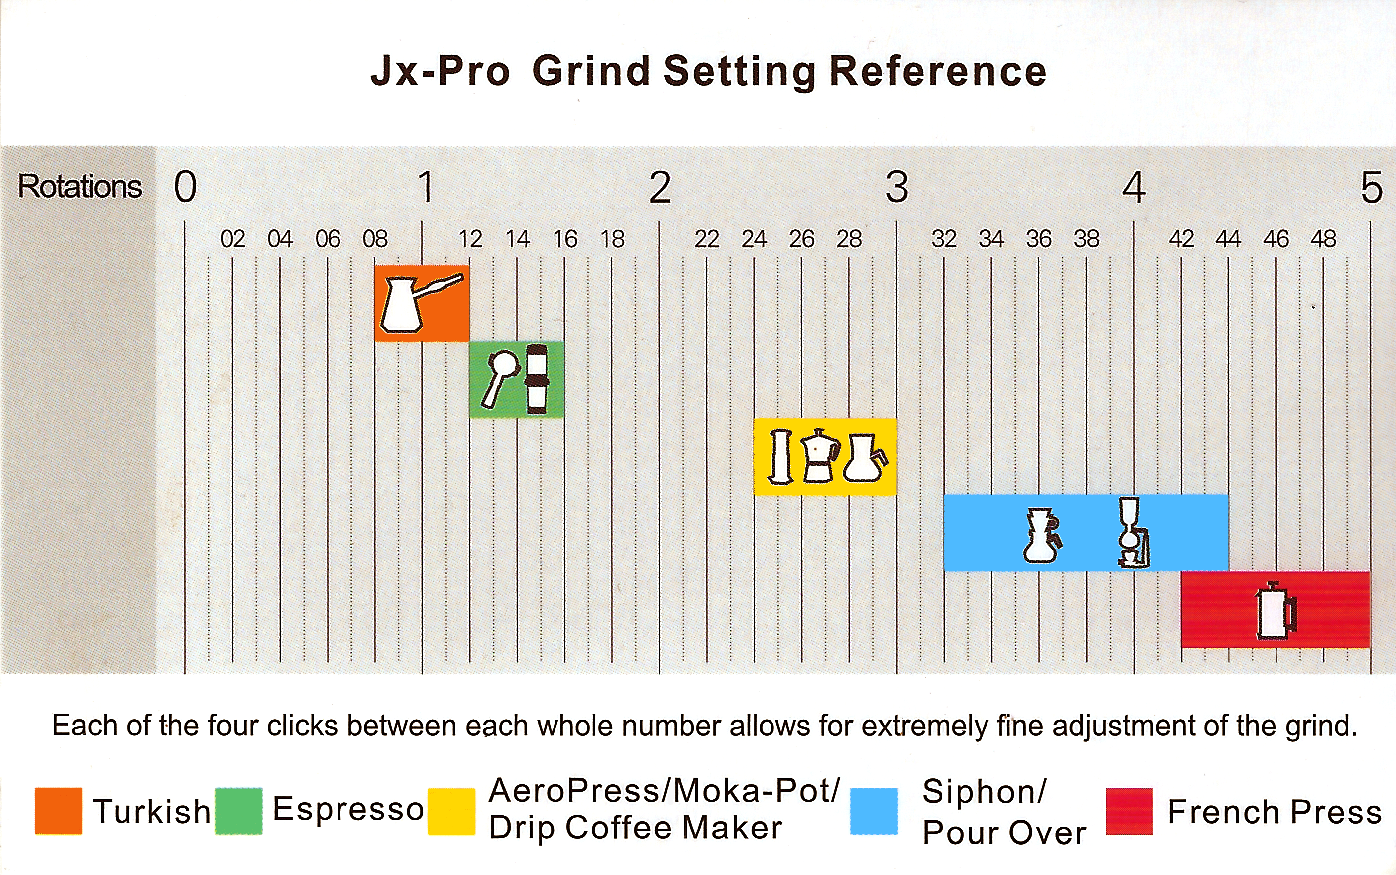 Jx-Pro Grind Setting Reference
Rotations 0 1 2 3 4 5
02 04 06 08 12 14 16 18 22 24 26 28 32 34 36 38 42 44 46 48
Each of the four clicks between each whole number allows for extremely fine adjustment of the grind.
Turkish
Espresso
AeroPress/Moka-Pot/
Drip Coffee Maker
Siphon/
Pour Over
French Press